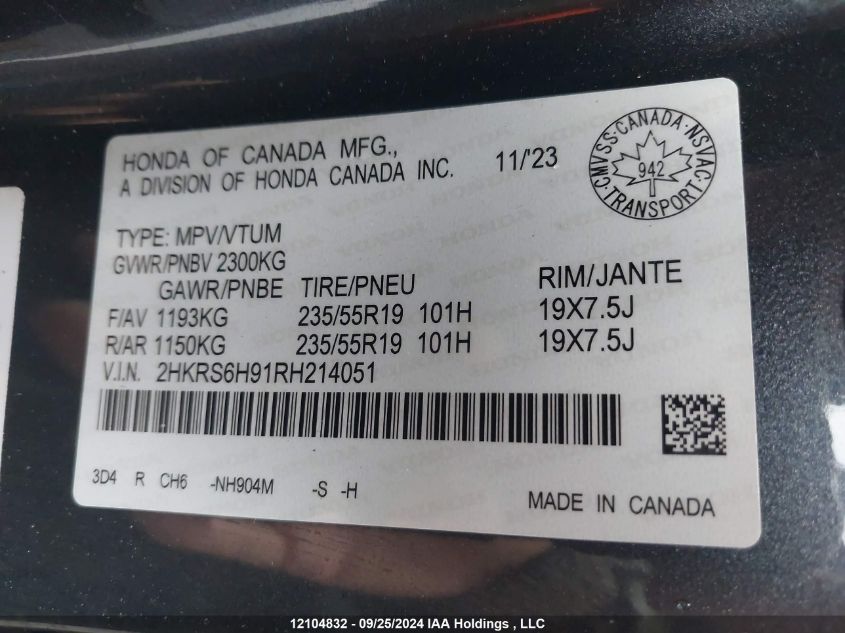 HONDA OF CANADA MFG.,
A DIVISION OF HONDA CANADA INC.
11/'23
CMVSS·CANADA·NSVAC·TRANSPORT·
942
TYPE: MPV/VTUM
GVWR/PNBV 2300KG
GAWR/PNBE TIRE/PNEU RIM/JANTE
F/AV 1193KG 235/55R19 101H 19X7.5J
R/AR 1150KG 235/55R19 101H 19X7.5J
V.I.N. 2HKRS6H91RH214051
3D4 R CH6 -NH904M -S -H
MADE IN CANADA
12104832 - 09/25/2024 IAA Holdings , LLC